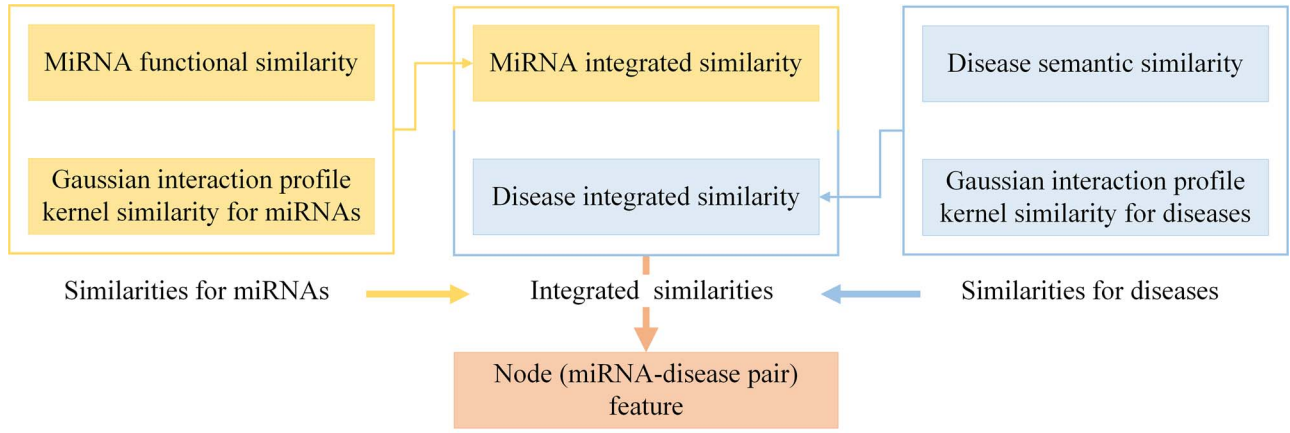 MiRNA functional similarity
Gaussian interaction profile
kernel similarity for miRNAs
Similarities for miRNAs
MiRNA integrated similarity
Disease integrated similarity
Integrated similarities
Disease semantic similarity
Gaussian interaction profile
kernel similarity for diseases
Similarities for diseases
Node (miRNA-disease pair)
feature